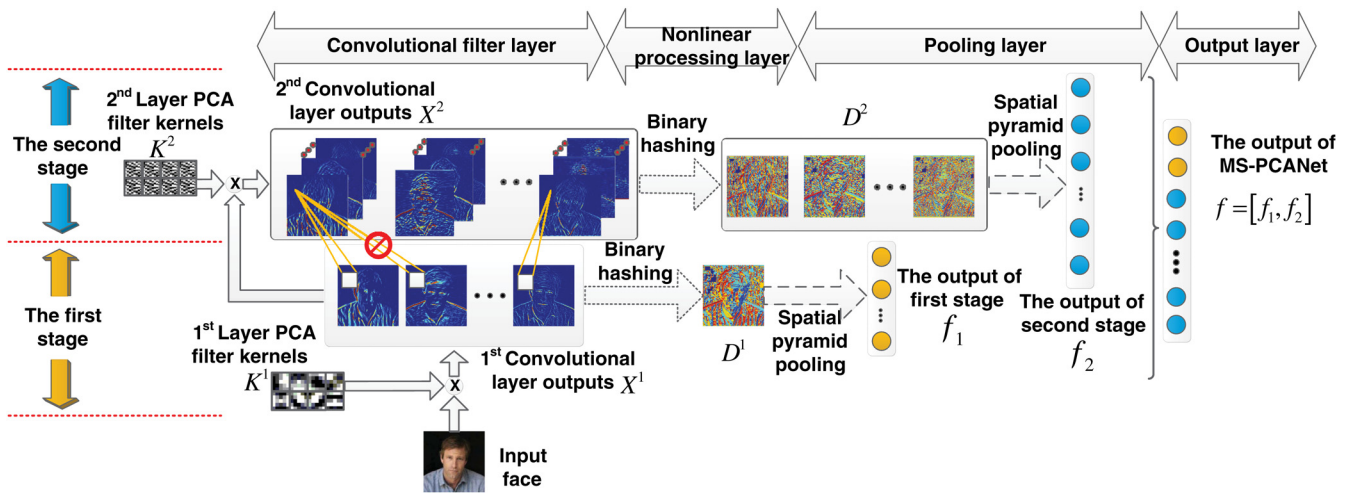 Convolutional filter layer
Nonlinear
processing layer
Pooling layer
Output layer
2nd Layer PCA
filter kernels
K²
The second
stage
x
2nd Convolutional
layer outputs X²
Binary
hashing
D²
Spatial
pyramid
pooling
The output of
MS-PCANet
f = [f₁, f₂]
The first
stage
Binary
hashing
D¹
Spatial
pyramid
pooling
The output of
first stage
f₁
The output of
second stage
f₂
1st Layer PCA
filter kernels
K¹
x
1st Convolutional
layer outputs X¹
Input
face